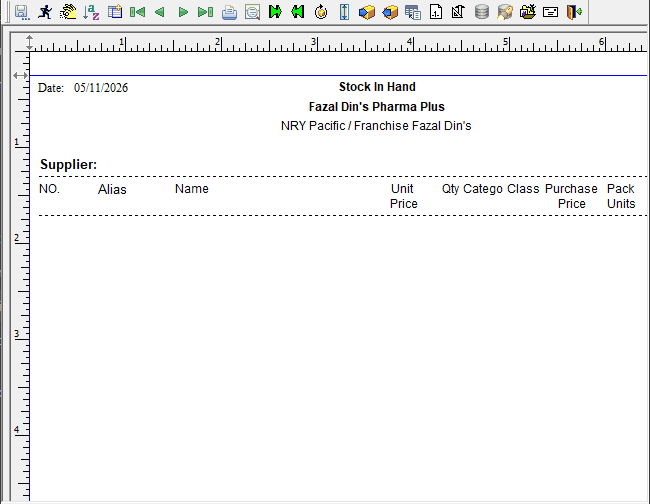 1 2 3 4 5 6
Date: 05/11/2026 Stock In Hand
Fazal Din's Pharma Plus
NRY Pacific / Franchise Fazal Din's
1
Supplier:
NO. Alias Name Unit Qty Catego Class Purchase Pack
Price Price Units
2
3
4